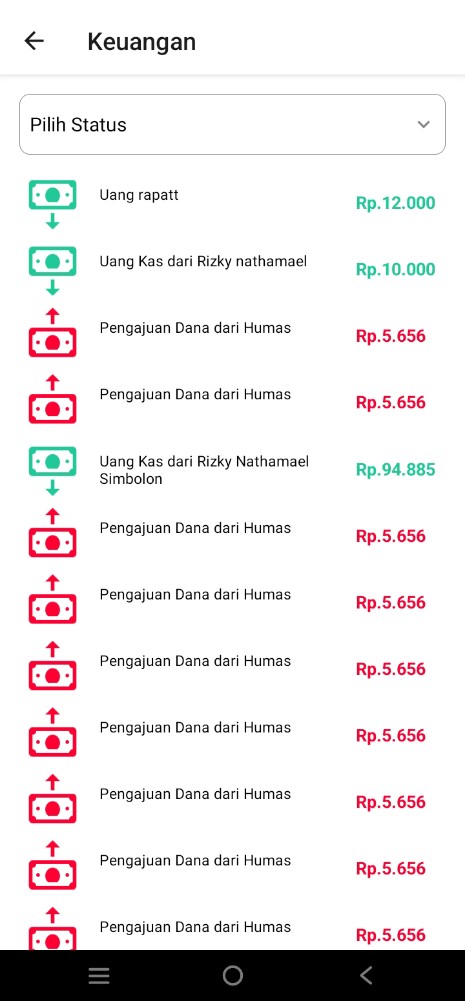 Keuangan
Pilih Status
Uang rapatt
Rp.12.000
Uang Kas dari Rizky nathamael
Rp.10.000
Pengajuan Dana dari Humas
Rp.5.656
Pengajuan Dana dari Humas
Rp.5.656
Uang Kas dari Rizky Nathamael
Simbolon
Rp.94.885
Pengajuan Dana dari Humas
Rp.5.656
Pengajuan Dana dari Humas
Rp.5.656
Pengajuan Dana dari Humas
Rp.5.656
Pengajuan Dana dari Humas
Rp.5.656
Pengajuan Dana dari Humas
Rp.5.656
Pengajuan Dana dari Humas
Rp.5.656
Pengajuan Dana dari Humas
Rp.5.656